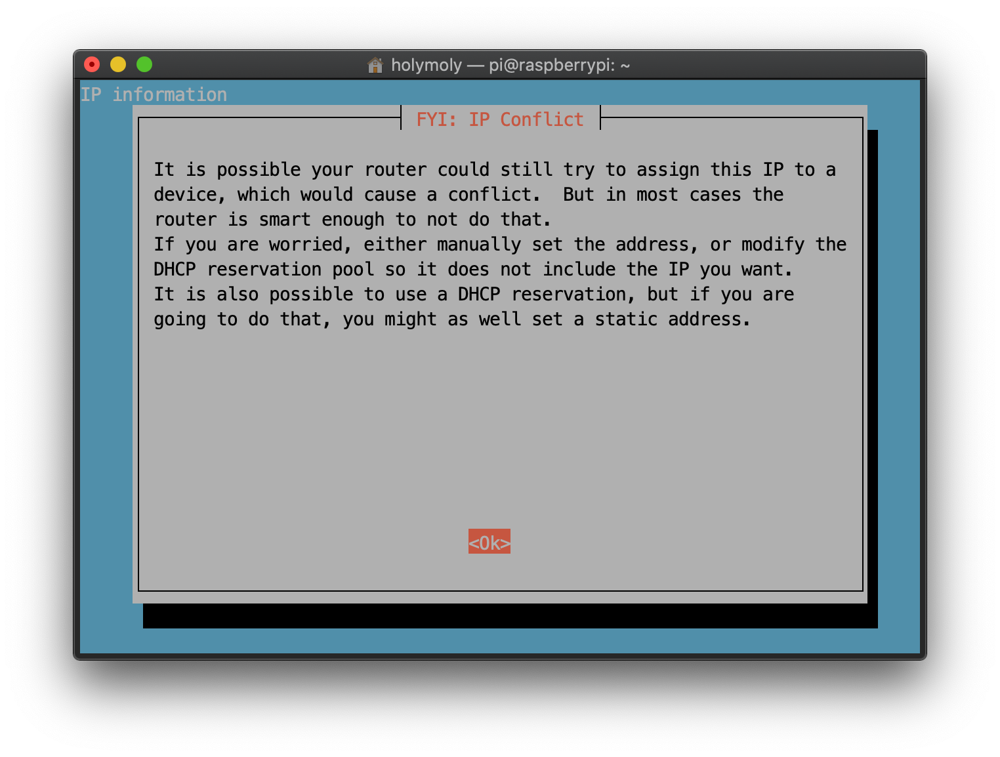 holymoly — pi@raspberrypi: ~
IP information
FYI: IP Conflict
It is possible your router could still try to assign this IP to a
device, which would cause a conflict.  But in most cases the
router is smart enough to not do that.
If you are worried, either manually set the address, or modify the
DHCP reservation pool so it does not include the IP you want.
It is also possible to use a DHCP reservation, but if you are
going to do that, you might as well set a static address.
<Ok>